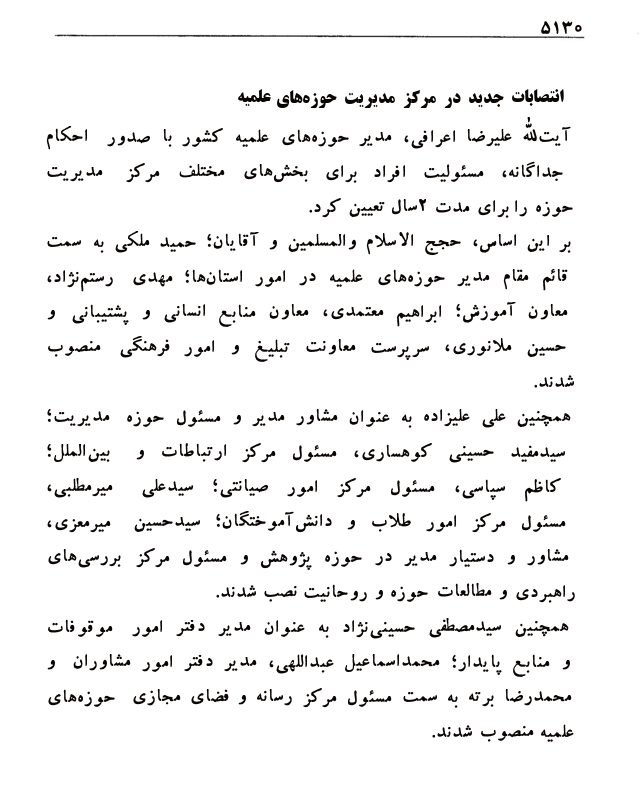 ۵۱۳۰
انتصابات جدید در مرکز مدیریت حوزه‌های علمیه
آیت‌الله علیرضا اعرافی، مدیر حوزه‌های علمیه کشور با صدور احکام
جداگانه، مسئولیت افراد برای بخش‌های مختلف مرکز مدیریت
حوزه را برای مدت ۲سال تعیین کرد.
بر این اساس، حجج الاسلام والمسلمین و آقایان؛ حمید ملکی به سمت
قائم مقام مدیر حوزه‌های علمیه در امور استان‌ها؛ مهدی رستم‌نژاد،
معاون آموزش؛ ابراهیم معتمدی، معاون منابع انسانی و پشتیبانی و
حسین ملانوری، سرپرست معاونت تبلیغ و امور فرهنگی منصوب
شدند.
همچنین علی علیزاده به عنوان مشاور مدیر و مسئول حوزه مدیریت؛
سیدمفید حسینی کوهساری، مسئول مرکز ارتباطات و بین‌الملل؛
کاظم سپاسی، مسئول مرکز امور صیانتی؛ سیدعلی میرمطلبی،
مسئول مرکز امور طلاب و دانش‌آموختگان؛ سیدحسین میرمعزی،
مشاور و دستیار مدیر در حوزه پژوهش و مسئول مرکز بررسی‌های
راهبردی و مطالعات حوزه و روحانیت نصب شدند.
همچنین سیدمصطفی حسینی‌نژاد به عنوان مدیر دفتر امور موقوفات
و منابع پایدار؛ محمداسماعیل عبداللهی، مدیر دفتر امور مشاوران و
محمدرضا برته به سمت مسئول مرکز رسانه و فضای مجازی حوزه‌های
علمیه منصوب شدند.